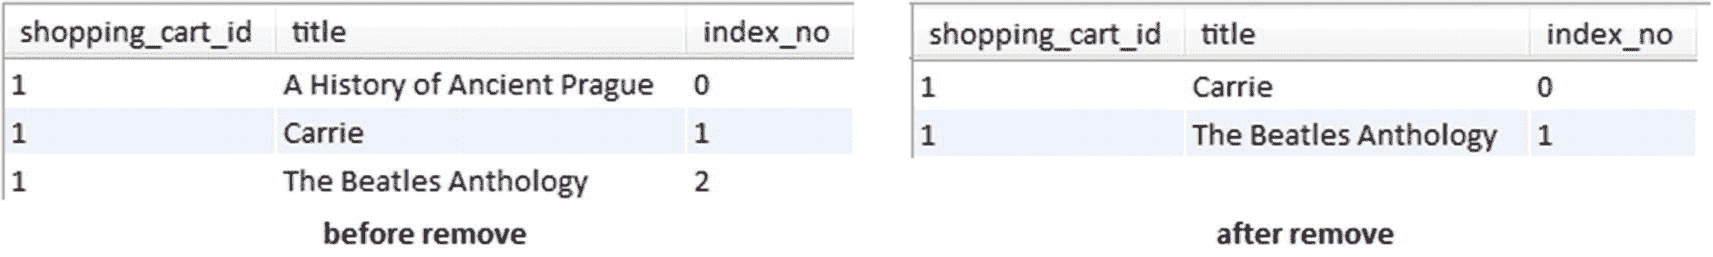 shopping_cart_id title index_no
1 A History of Ancient Prague 0
1 Carrie 1
1 The Beatles Anthology 2
before remove
shopping_cart_id title index_no
1 Carrie 0
1 The Beatles Anthology 1
after remove